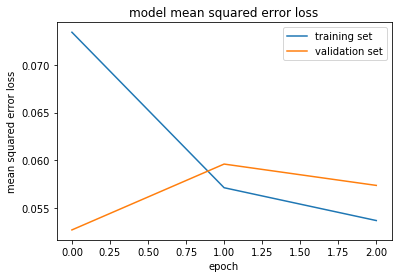 model mean squared error loss
training set
validation set
mean squared error loss
0.070
0.065
0.060
0.055
0.00 0.25 0.50 0.75 1.00 1.25 1.50 1.75 2.00
epoch